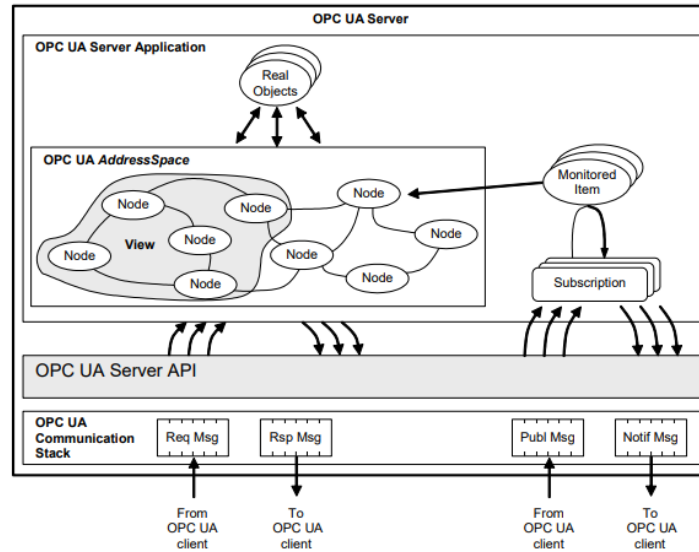 OPC UA Server
OPC UA Server Application
Real
Objects
OPC UA AddressSpace
Monitored
Item
Node
Node
Node
View
Node
Node
Node
Node
Node
Node
Subscription
OPC UA Server API
OPC UA
Communication
Stack
Req Msg
Rsp Msg
Publ Msg
Notif Msg
From
OPC UA
client
To
OPC UA
client
From
OPC UA
client
To
OPC UA
client